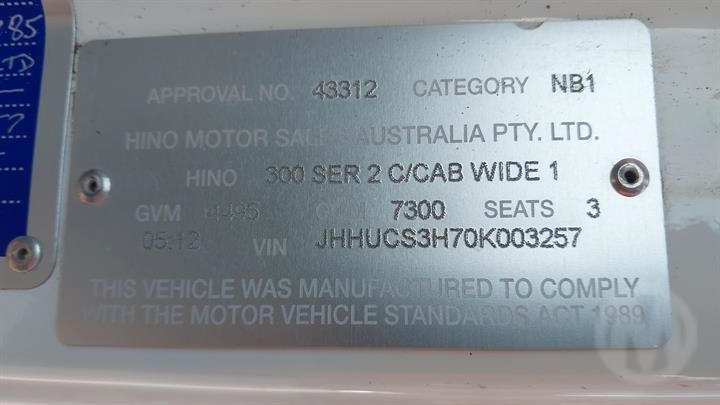 85
TD
APPROVAL NO. 43312 CATEGORY NB1
HINO MOTOR SALES AUSTRALIA PTY. LTD.
HINO 300 SER 2 C/CAB WIDE 1
GVM 4495 GCM 7300 SEATS 3
05:12 VIN JHHUCS3H70K003257
THIS VEHICLE WAS MANUFACTURED TO COMPLY
WITH THE MOTOR VEHICLE STANDARDS ACT 1989
M